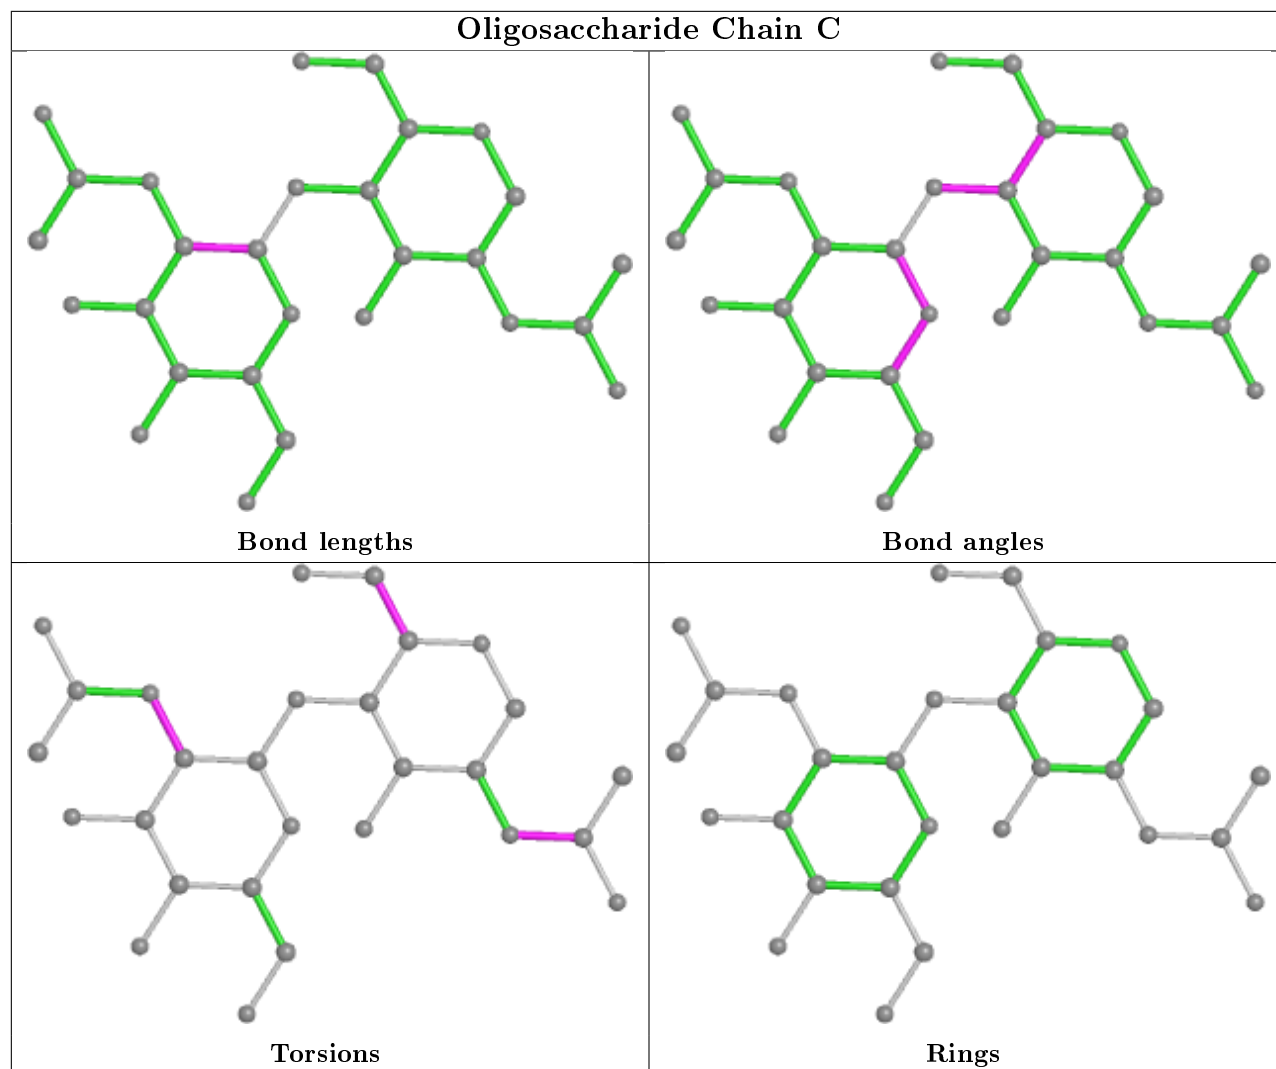 Oligosaccharide Chain C
Bond lengths
Bond angles
Torsions
Rings